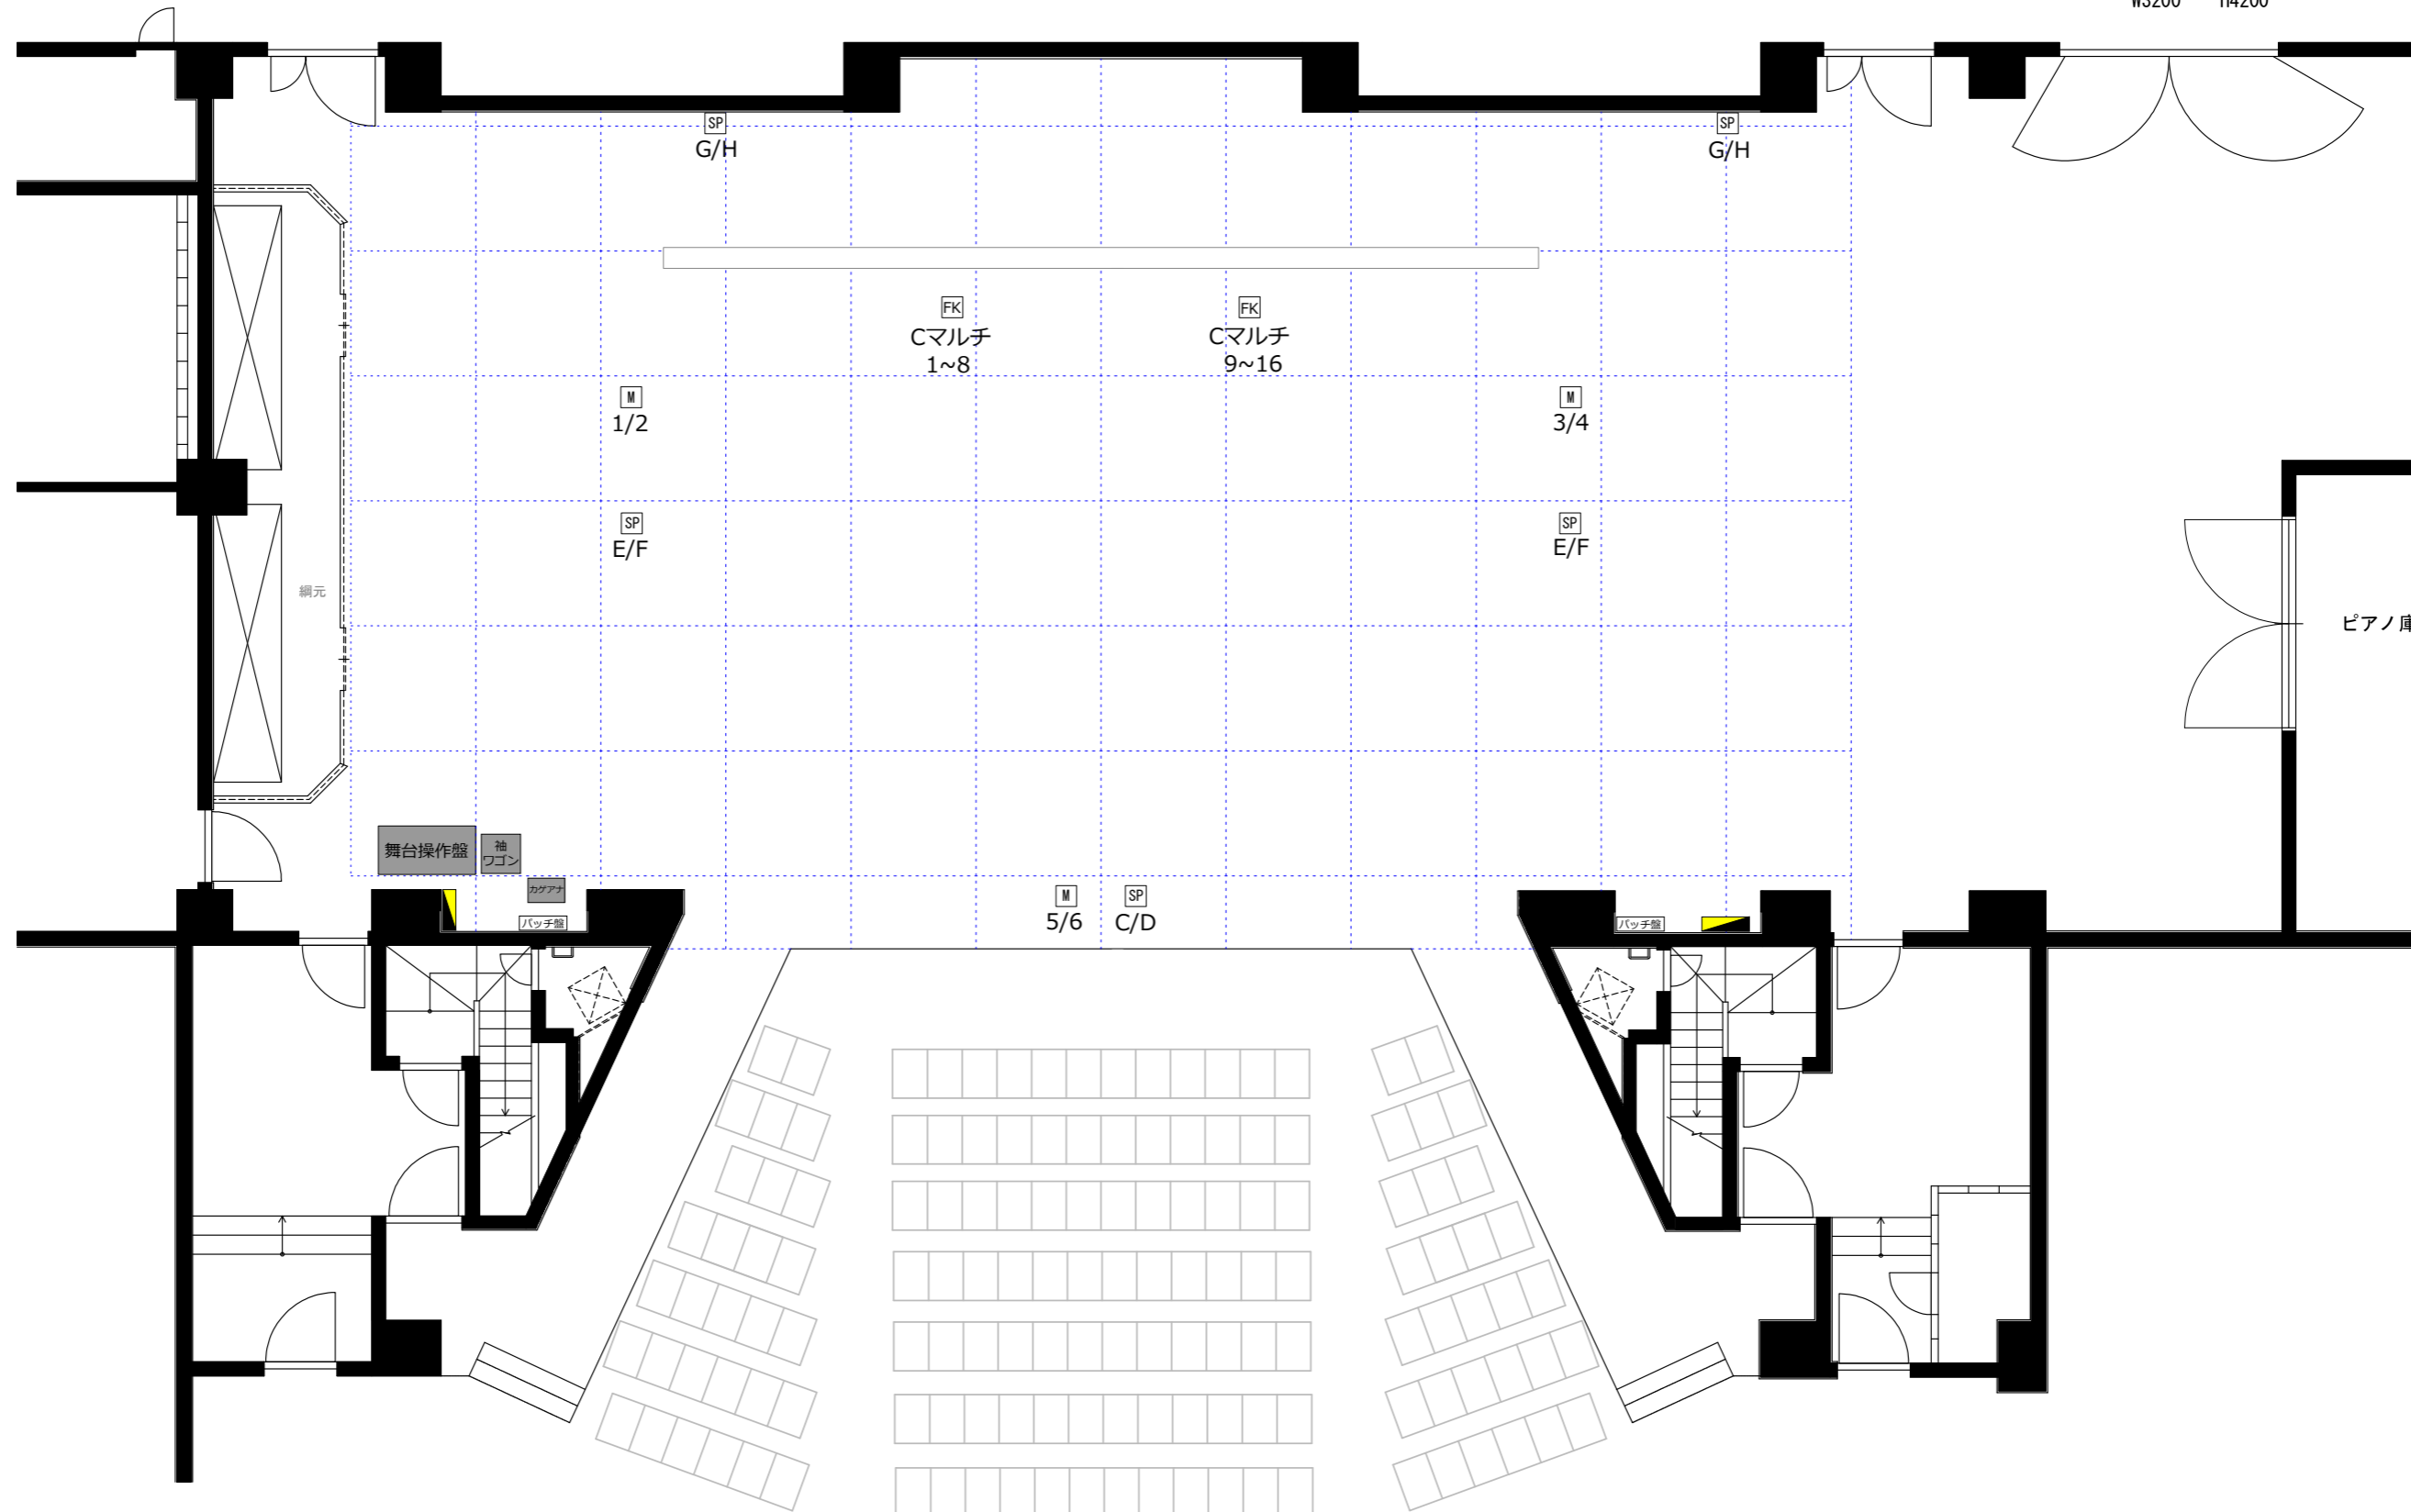 W3200 H4200
SP
G/H
SP
G/H
FK
Cマルチ
1~8
FK
Cマルチ
9~16
M
1/2
M
3/4
SP
E/F
SP
E/F
綱元
ピアノ庫
舞台操作盤
袖
ワゴン
カゲアナ
パッチ盤
M
5/6
SP
C/D
パッチ盤